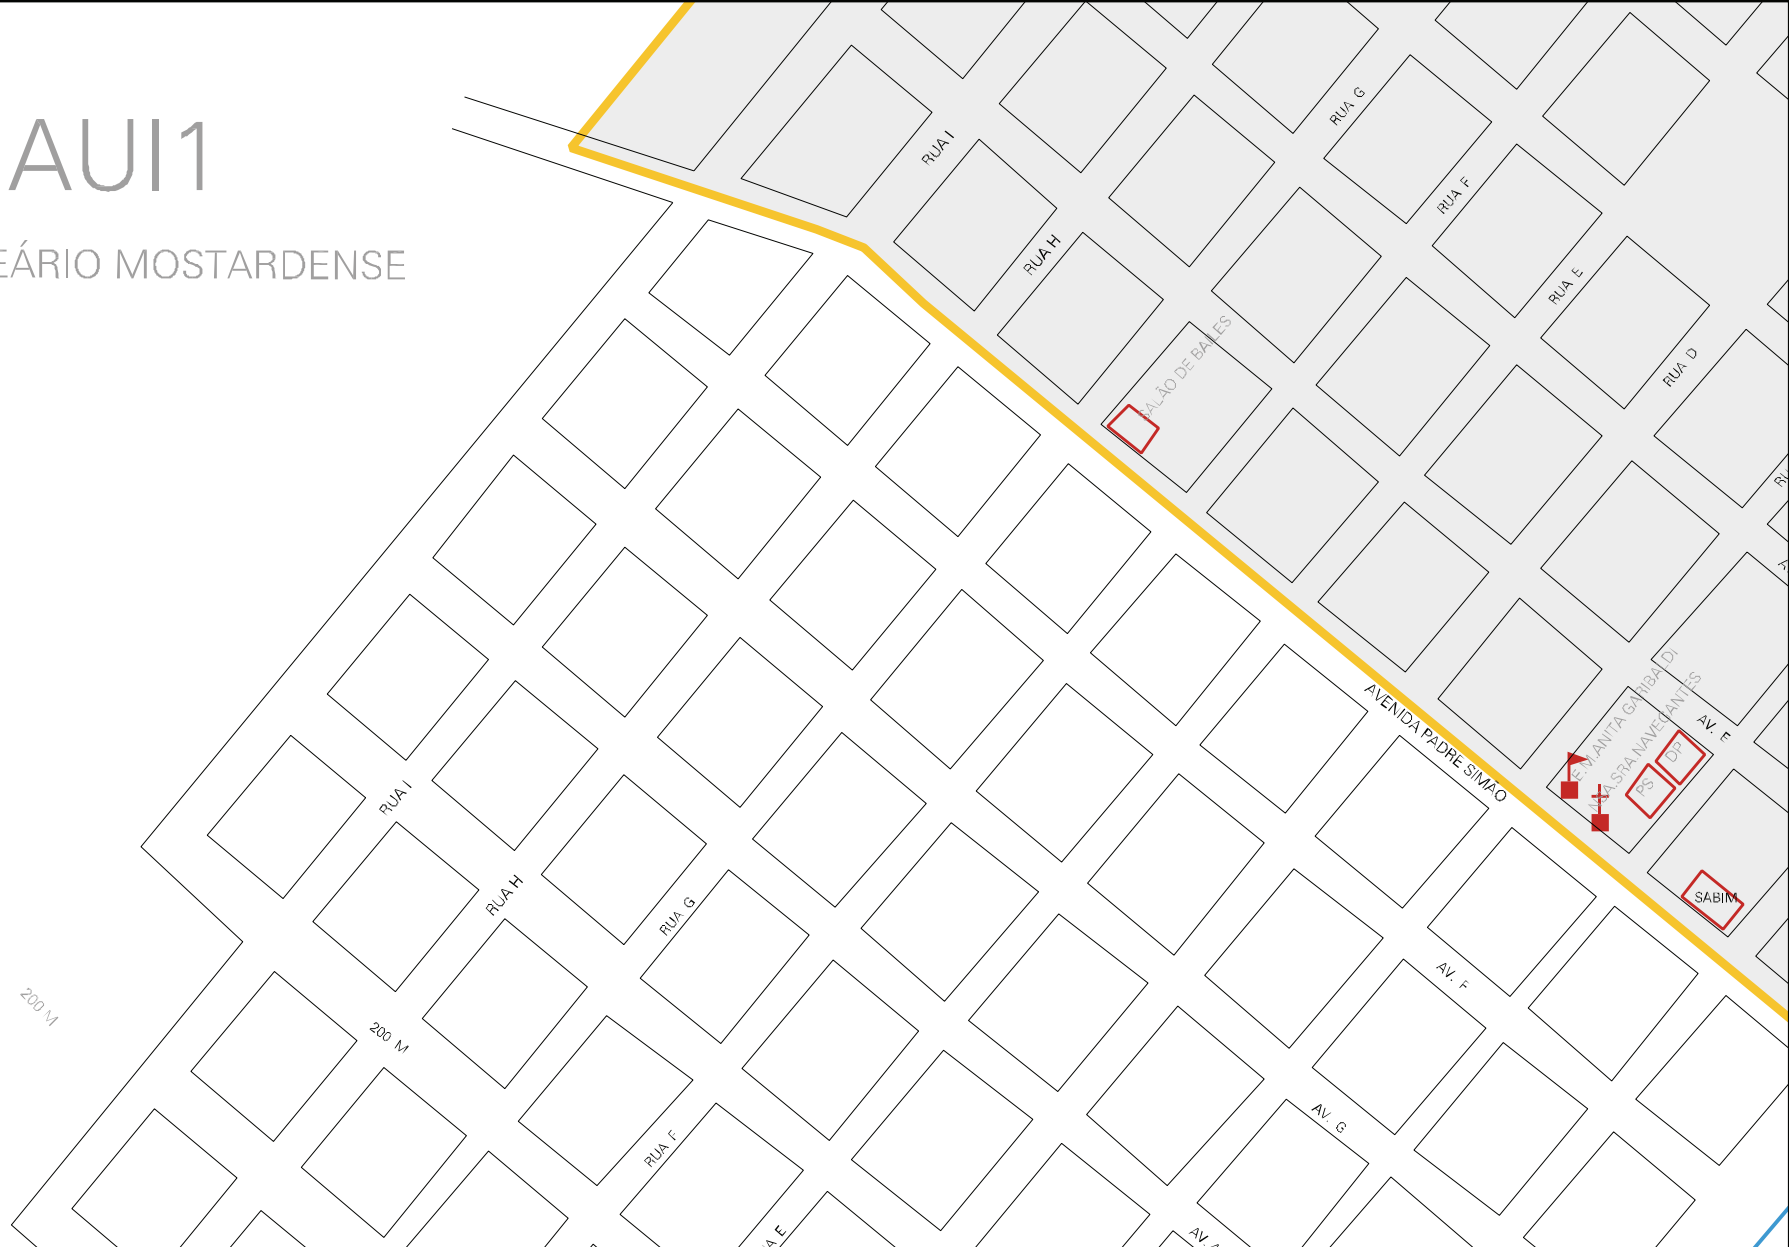 AUI1
EÁRIO MOSTARDENSE
RUA I
RUA G
RUA F
RUA H
RUA E
SALÃO DE BAILES
RUA D
E.M.ANITA GARIBALDI
NSA.SRA.NAVEGANTES
AVENIDA PADRE SIMÃO
AV. E
DP
PS
RUA I
RUA H
SABIM
RUA G
AV. F
200 M
200 M
AV. G
RUA F